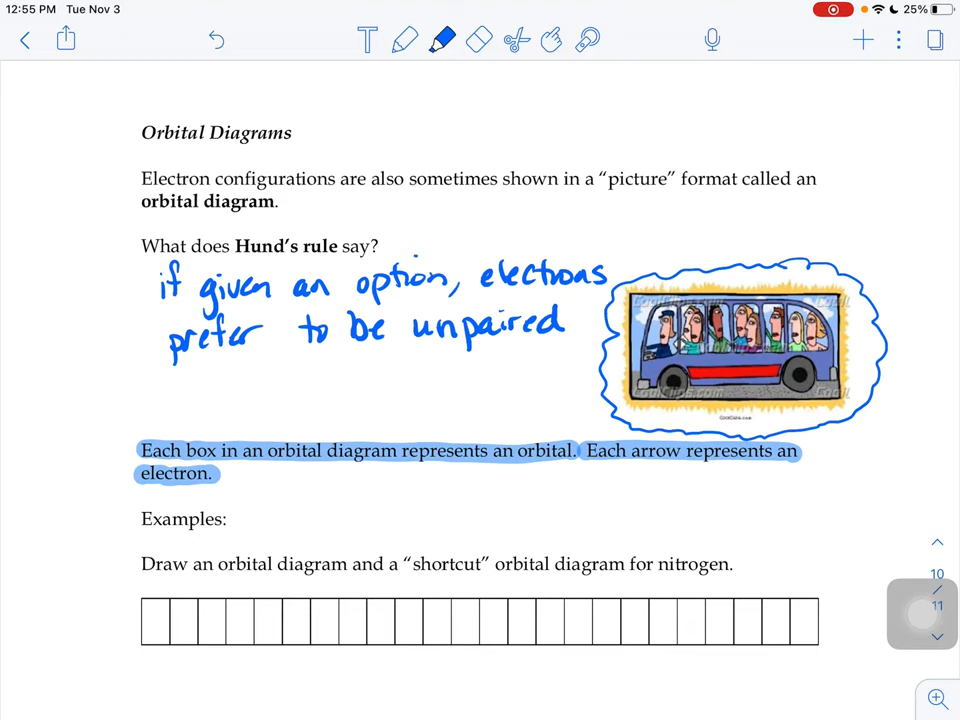 12:55 PM Tue Nov 3 25%
T
Orbital Diagrams
Electron configurations are also sometimes shown in a “picture” format called an
orbital diagram.
What does Hund’s rule say?
if given an option, electrons
prefer to be unpaired
CoolClips.com
Each box in an orbital diagram represents an orbital. Each arrow represents an
electron.
Examples:
Draw an orbital diagram and a “shortcut” orbital diagram for nitrogen.
10
/
11